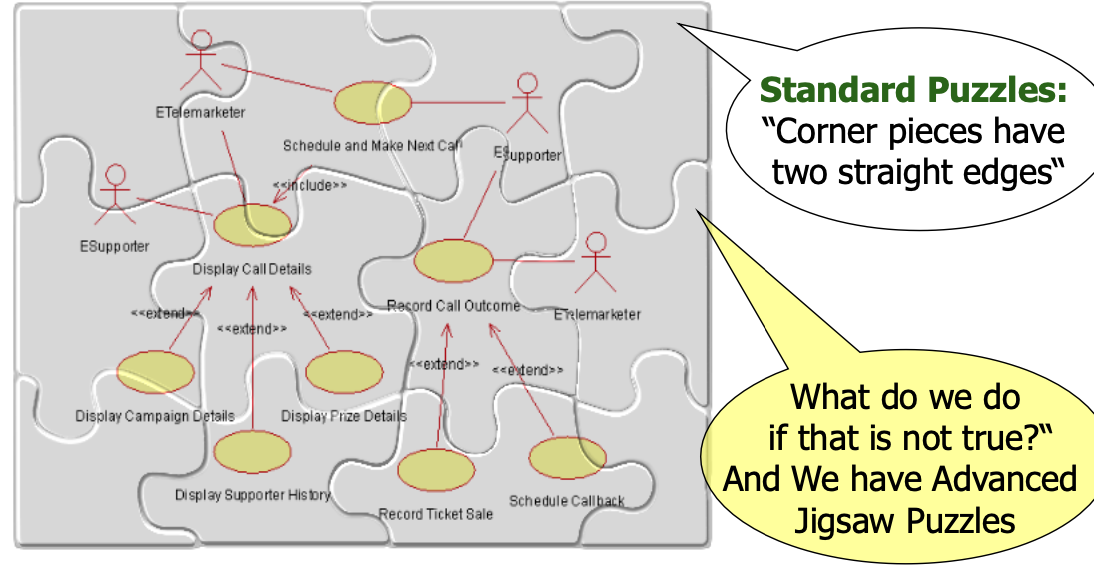 Standard Puzzles:
“Corner pieces have
two straight edges“
ETelemarketer
Schedule and Make Next Call
ESupporter
<<include>>
ESupporter
Display Call Details
Record Call Outcome
ETelemarketer
<<extend>>
<<extend>>
<<extend>>
<<extend>>
<<extend>>
Display Campaign Details
Display Prize Details
Display Supporter History
Record Ticket Sale
Schedule Callback
What do we do
if that is not true?“
And We have Advanced
Jigsaw Puzzles